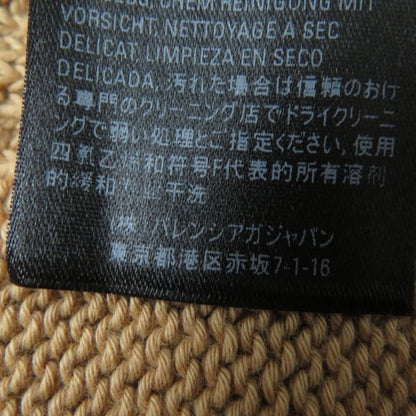 CHEM.REINIGUNG MIT
VORSICHT, NETTOYAGE A SEC
DELICAT, LIMPIEZA EN SECO
DELICADA, 汚れた場合は信頼のおけ
る専門のクリーニング店でドライクリーニ
ングで弱い処理とご指定ください, 使用
四氯乙烯和符号F代表的所有溶剂
的缓和 干洗
(株) バレンシアガジャパン
東京都港区赤坂7-1-16